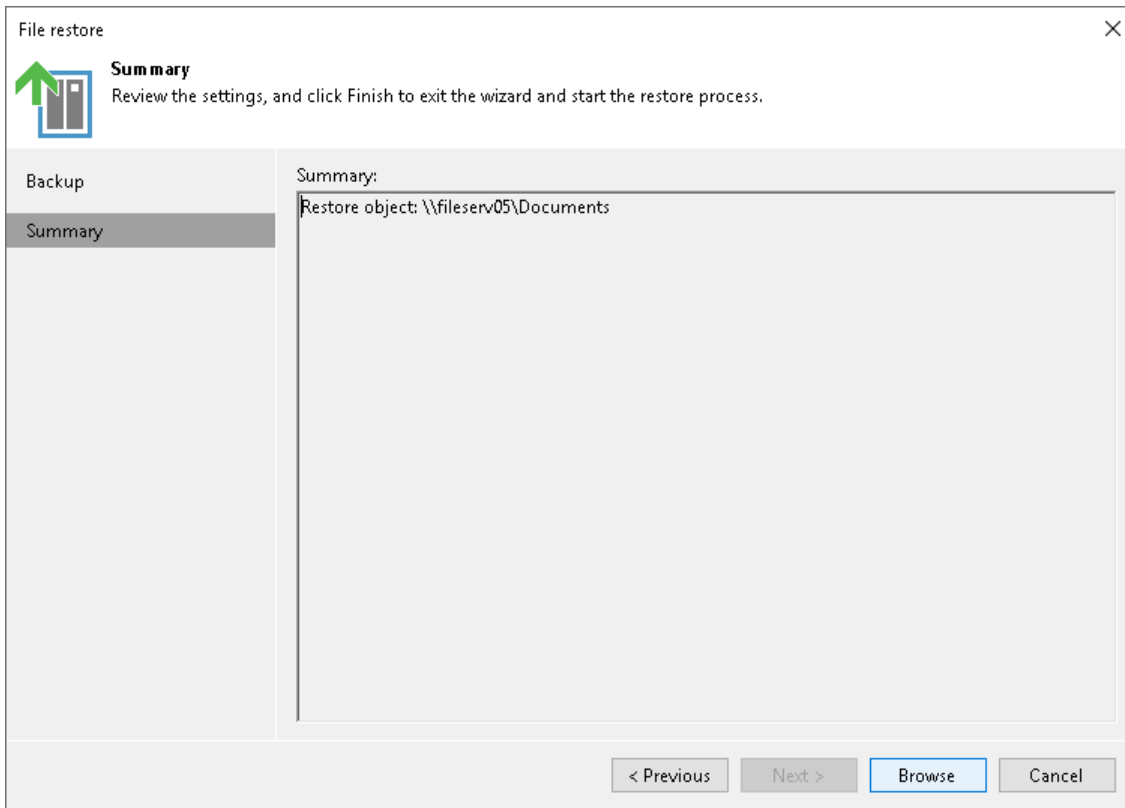 File restore
Summary
Review the settings, and click Finish to exit the wizard and start the restore process.
Backup
Summary
Summary:
Restore object: \\fileserv05\Documents
< Previous
Next >
Browse
Cancel